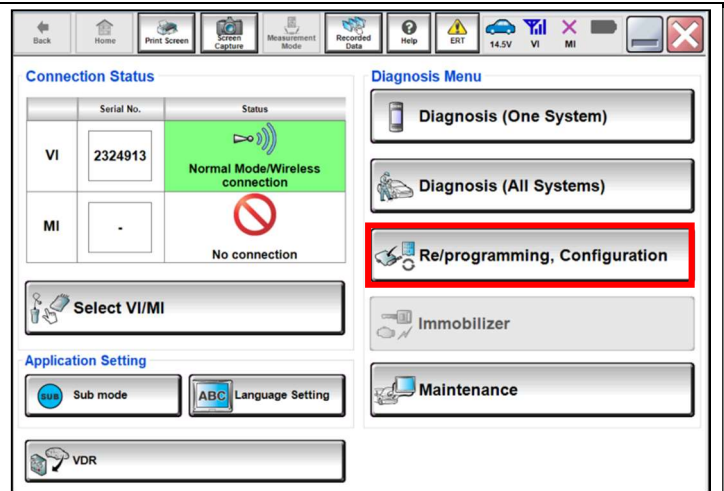 Back
Home
Print Screen
Screen
Capture
Measurement
Mode
Recorded
Data
Help
ERT
14.5V
VI
MI
Connection Status
Serial No.
Status
VI
2324913
Normal Mode/Wireless
connection
MI
-
No connection
Select VI/MI
Application Setting
SUB
Sub mode
ABC
Language Setting
VDR
Diagnosis Menu
Diagnosis (One System)
Diagnosis (All Systems)
Re/programming, Configuration
Immobilizer
Maintenance